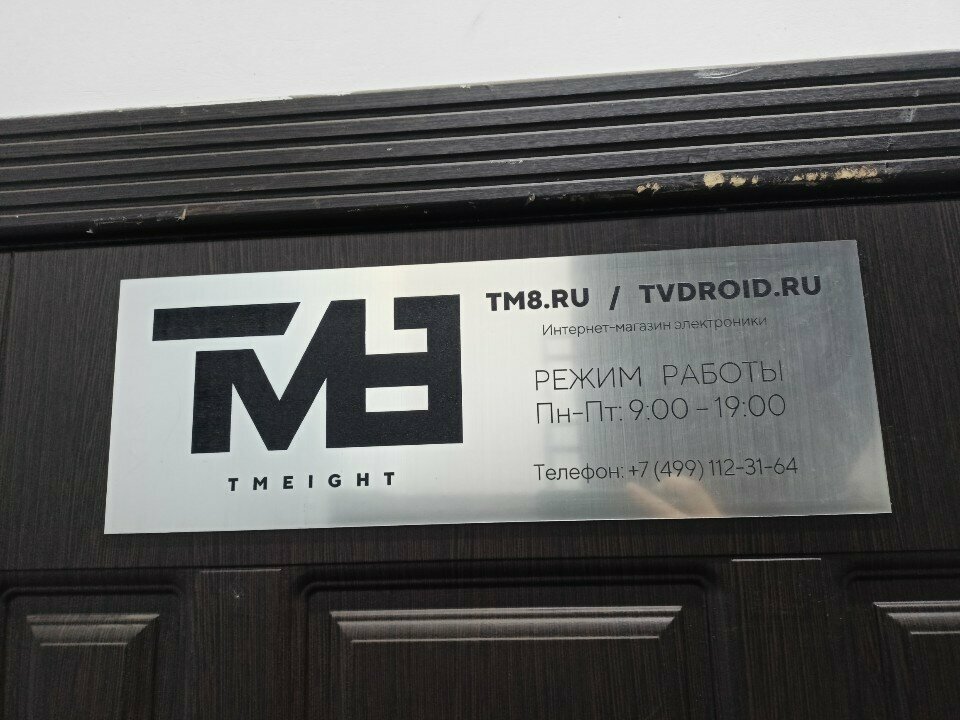 TM8
TMEIGHT
TM8.RU / TVDROID.RU
Интернет-магазин электроники
РЕЖИМ РАБОТЫ
Пн-Пт: 9:00 - 19:00
Телефон: +7 (499) 112-31-64